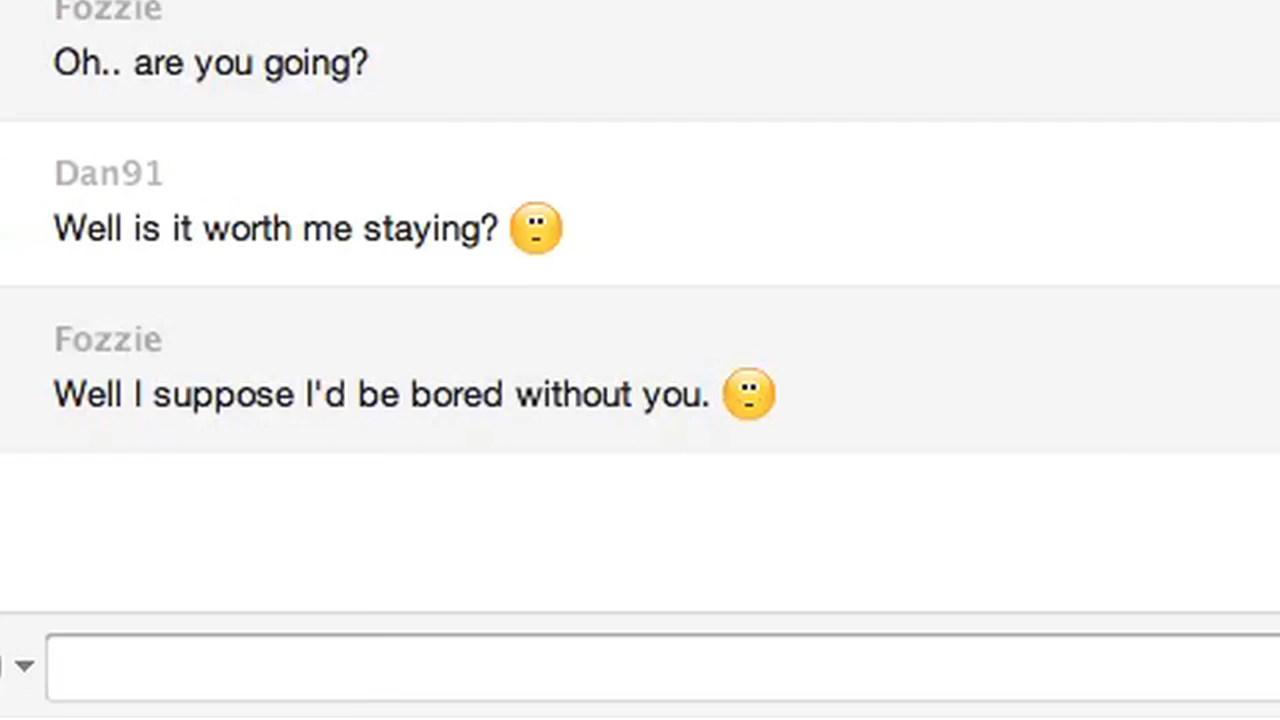 Fozzie
Oh.. are you going?
Dan91
Well is it worth me staying?
Fozzie
Well I suppose I'd be bored without you.